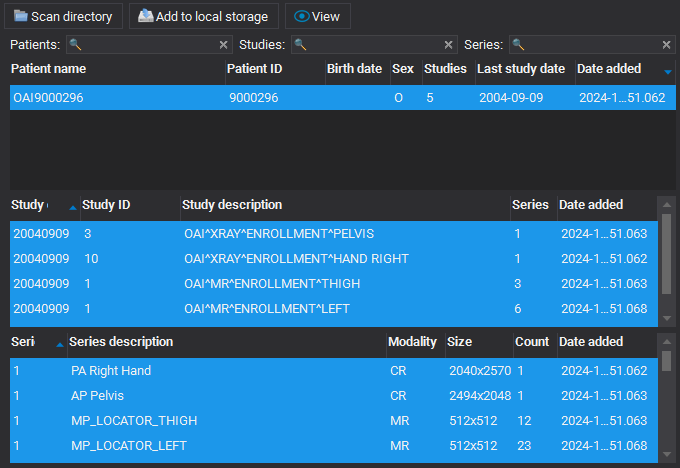 Scan directory Add to local storage View
Patients: Studies: Series:
Patient name Patient ID Birth date Sex Studies Last study date Date added
OAI9000296 9000296 O 5 2004-09-09 2024-1...51.062
Study Study ID Study description Series Date added
20040909 3 OAI^XRAY^ENROLLMENT^PELVIS 1 2024-1...51.063
20040909 10 OAI^XRAY^ENROLLMENT^HAND RIGHT 1 2024-1...51.062
20040909 1 OAI^MR^ENROLLMENT^THIGH 3 2024-1...51.063
20040909 1 OAI^MR^ENROLLMENT^LEFT 6 2024-1...51.068
Seri Series description Modality Size Count Date added
1 PA Right Hand CR 2040x2570 1 2024-1...51.062
1 AP Pelvis CR 2494x2048 1 2024-1...51.063
1 MP_LOCATOR_THIGH MR 512x512 12 2024-1...51.063
1 MP_LOCATOR_LEFT MR 512x512 23 2024-1...51.068